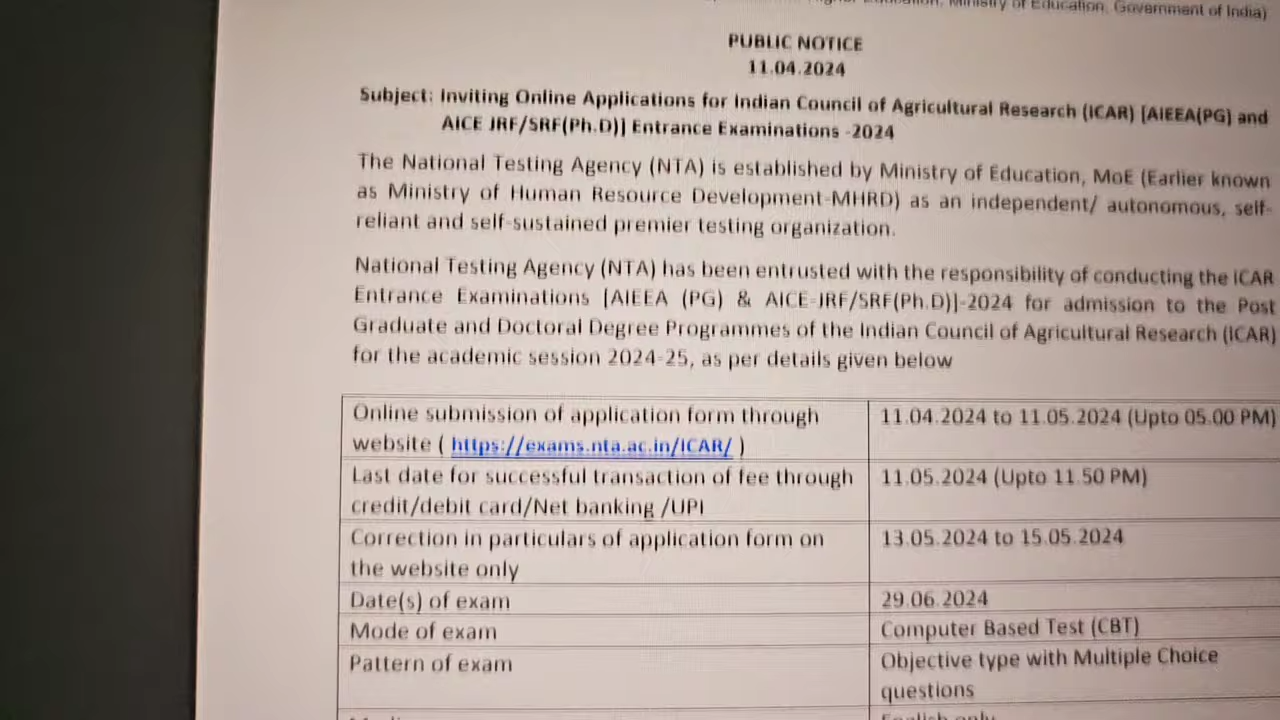 Education, Ministry of Education, Government of India)
PUBLIC NOTICE
11.04.2024
Subject: Inviting Online Applications for Indian Council of Agricultural Research (ICAR) [AIEEA(PG) and
AICE JRF/SRF(Ph.D)] Entrance Examinations -2024
The National Testing Agency (NTA) is established by Ministry of Education, MoE (Earlier known
as Ministry of Human Resource Development-MHRD) as an independent/ autonomous, self-
reliant and self-sustained premier testing organization.
National Testing Agency (NTA) has been entrusted with the responsibility of conducting the ICAR
Entrance Examinations [AIEEA (PG) & AICE-JRF/SRF(Ph.D)]-2024 for admission to the Post
Graduate and Doctoral Degree Programmes of the Indian Council of Agricultural Research (ICAR)
for the academic session 2024-25, as per details given below
Online submission of application form through
website ( https://exams.nta.ac.in/ICAR/ )
11.04.2024 to 11.05.2024 (Upto 05.00 PM)
Last date for successful transaction of fee through
credit/debit card/Net banking /UPI
11.05.2024 (Upto 11.50 PM)
Correction in particulars of application form on
the website only
13.05.2024 to 15.05.2024
Date(s) of exam
29.06.2024
Mode of exam
Computer Based Test (CBT)
Pattern of exam
Objective type with Multiple Choice
questions
English only